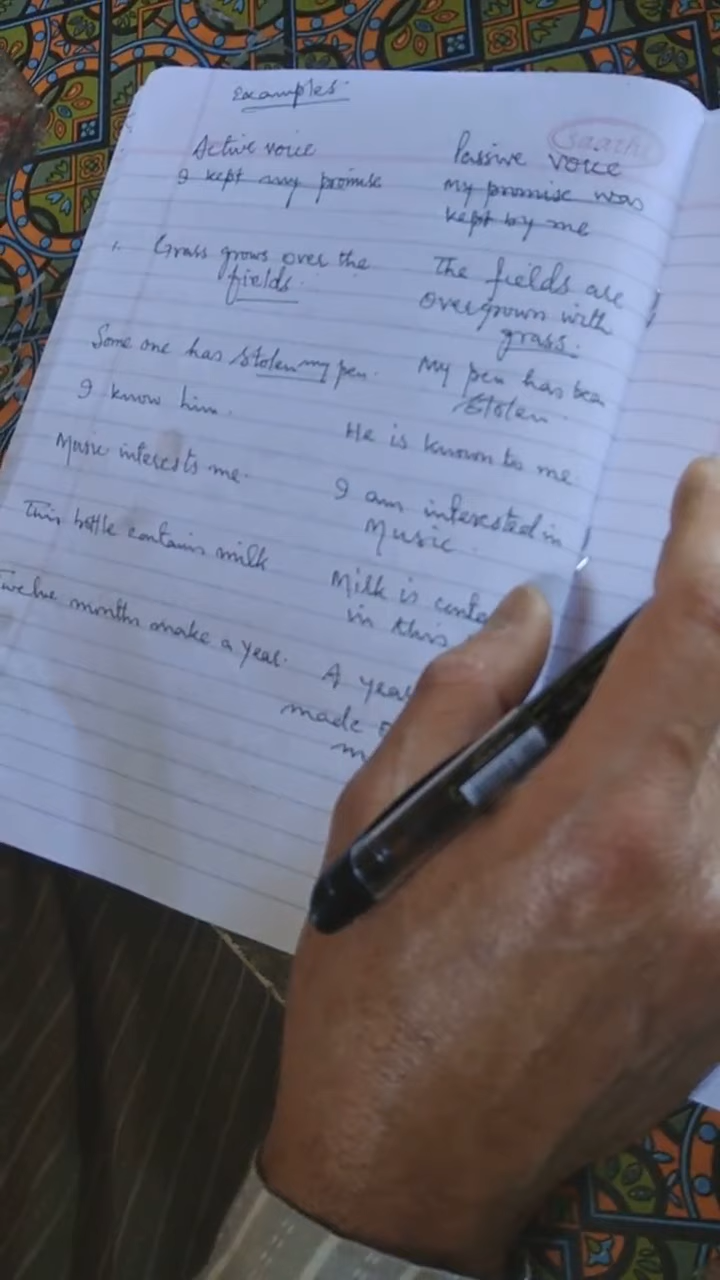 Examples
saathi
Active voice
Passive voice
I kept my promise
My promise was
kept by me
1. Grass grows over the
fields.
The fields are
overgrown with
grass.
Some one has stolen my pen.
My pen has been
stolen.
I know him.
He is known to me.
Music interests me.
I am interested in
Music.
This bottle contains milk
Milk is
in this
Twelve months make a year.
A year
made